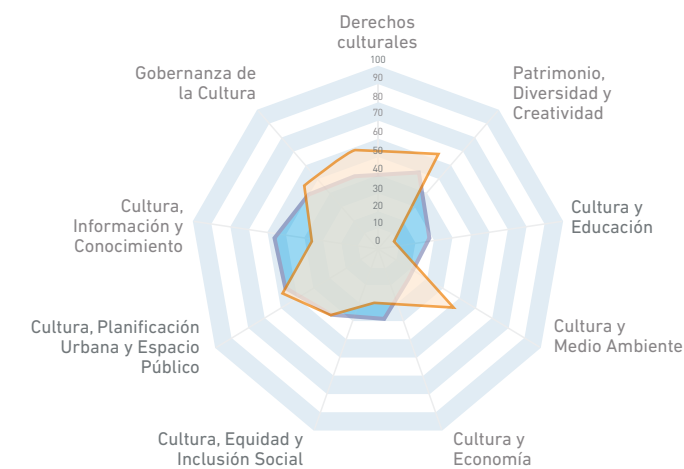 Derechos
culturales
100
90
80
70
60
50
40
30
20
10
0
Patrimonio,
Diversidad y
Creatividad
Cultura y
Educación
Cultura y
Medio Ambiente
Cultura y
Economía
Cultura, Equidad y
Inclusión Social
Cultura, Planificación
Urbana y Espacio
Público
Cultura,
Información y
Conocimiento
Gobernanza de
la Cultura